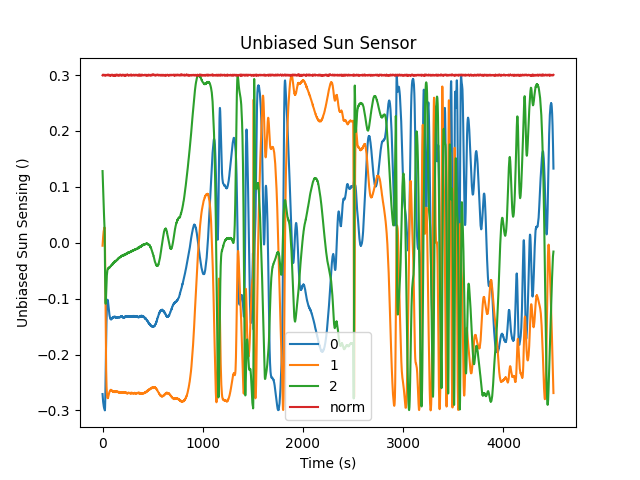 Unbiased Sun Sensor
Unbiased Sun Sensing ()
0.3
0.2
0.1
0.0
−0.1
−0.2
−0.3
0
1
2
norm
0 1000 2000 3000 4000
Time (s)